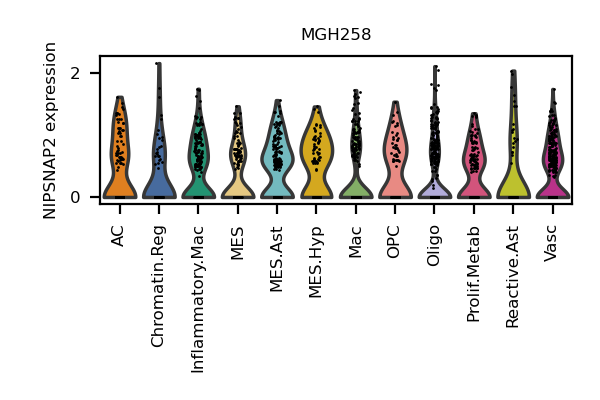 MGH258
NIPSNAP2 expression
2
0
AC
Chromatin.Reg
Inflammatory.Mac
MES
MES.Ast
MES.Hyp
Mac
OPC
Oligo
Prolif.Metab
Reactive.Ast
Vasc